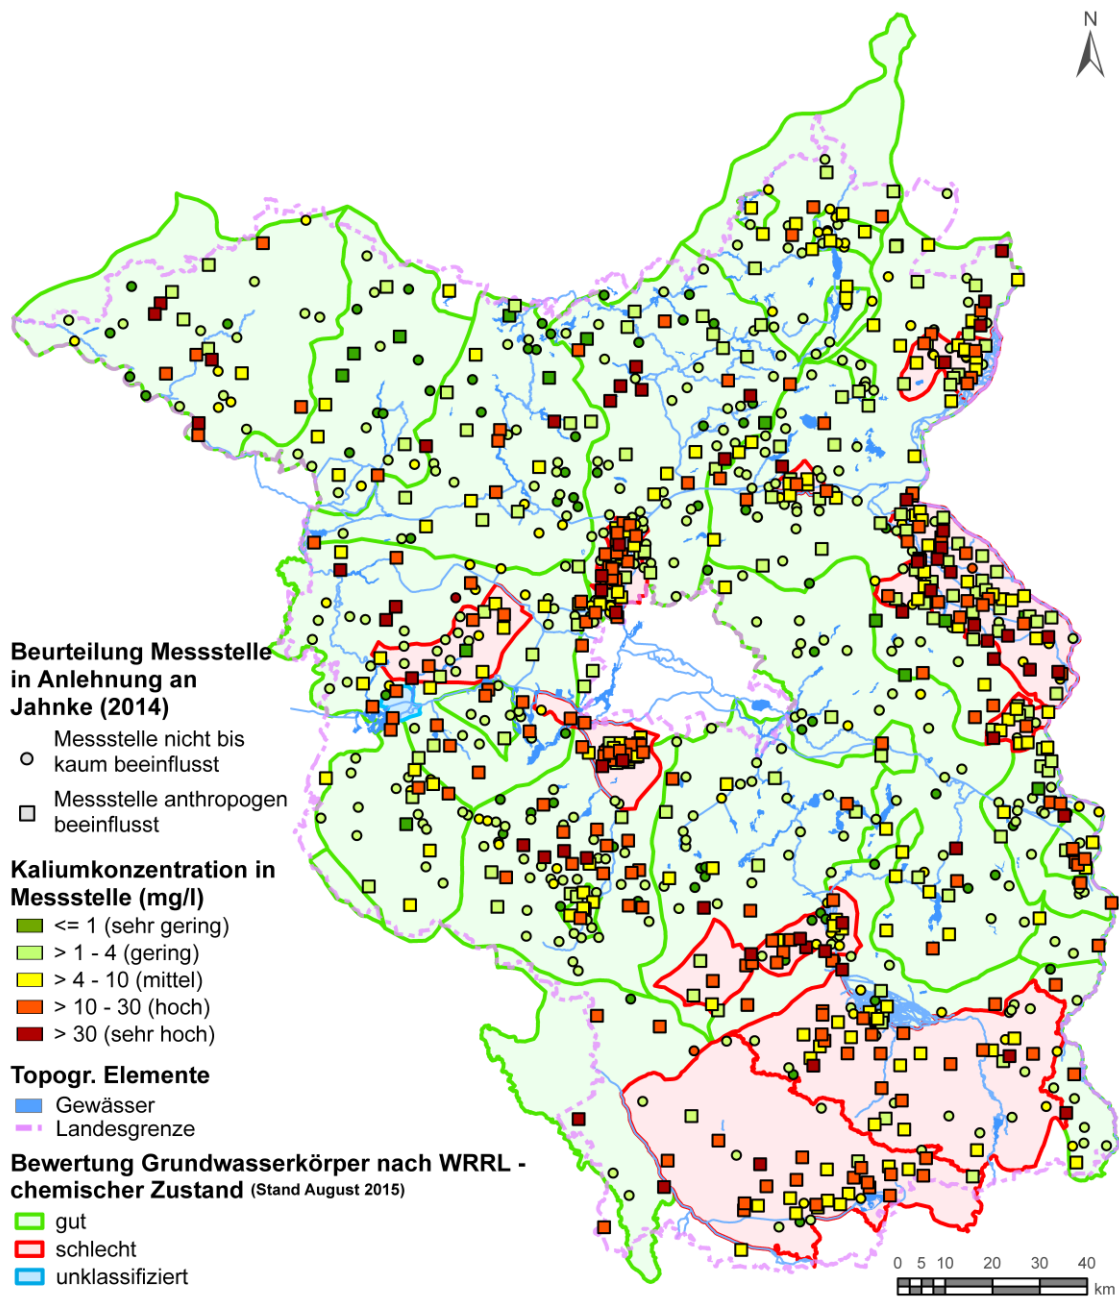 N
Beurteilung Messstelle
in Anlehnung an
Jahnke (2014)
Messstelle nicht bis
kaum beeinflusst
Messstelle anthropogen
beeinflusst
Kaliumkonzentration in
Messstelle (mg/l)
<= 1 (sehr gering)
> 1 - 4 (gering)
> 4 - 10 (mittel)
> 10 - 30 (hoch)
> 30 (sehr hoch)
Topogr. Elemente
Gewässer
Landesgrenze
Bewertung Grundwasserkörper nach WRRL -
chemischer Zustand (Stand August 2015)
gut
schlecht
unklassifiziert
0 5 10 20 30 40
km